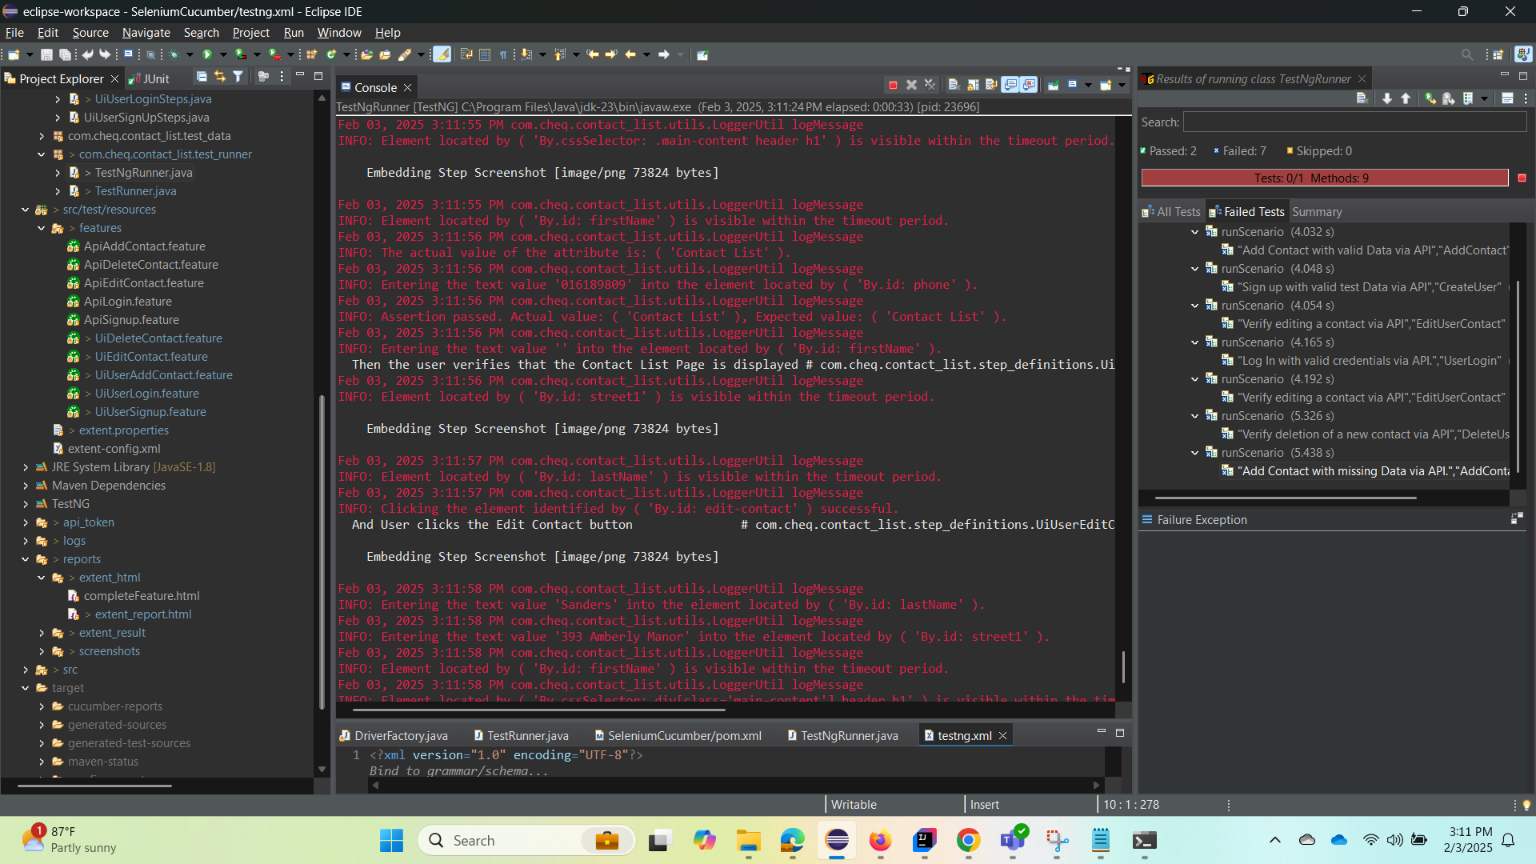 eclipse-workspace - SeleniumCucumber/testng.xml - Eclipse IDE
File Edit Source Navigate Search Project Run Window Help
Project Explorer
JUnit
> UiUserLoginSteps.java
UiUserSignUpSteps.java
com.cheq.contact_list.test_data
> com.cheq.contact_list.test_runner
> TestNgRunner.java
> TestRunner.java
> src/test/resources
> features
ApiAddContact.feature
ApiDeleteContact.feature
ApiEditContact.feature
ApiLogin.feature
ApiSignup.feature
> UiDeleteContact.feature
> UiEditContact.feature
> UiUserAddContact.feature
> UiUserLogin.feature
> UiUserSignup.feature
> extent.properties
extent-config.xml
JRE System Library [JavaSE-1.8]
Maven Dependencies
TestNG
> api_token
> logs
> reports
> extent_html
completeFeature.html
> extent_report.html
> extent_result
> screenshots
> src
target
cucumber-reports
generated-sources
generated-test-sources
maven-status
Console
TestNgRunner [TestNG] C:\Program Files\Java\jdk-23\bin\javaw.exe (Feb 3, 2025, 3:11:24 PM elapsed: 0:00:33) [pid: 23696]
Feb 03, 2025 3:11:55 PM com.cheq.contact_list.utils.LoggerUtil logMessage
INFO: Element located by ( 'By.cssSelector: .main-content header h1' ) is visible within the timeout period.
Embedding Step Screenshot [image/png 73824 bytes]
Feb 03, 2025 3:11:55 PM com.cheq.contact_list.utils.LoggerUtil logMessage
INFO: Element located by ( 'By.id: firstName' ) is visible within the timeout period.
Feb 03, 2025 3:11:56 PM com.cheq.contact_list.utils.LoggerUtil logMessage
INFO: The actual value of the attribute is: ( 'Contact List' ).
Feb 03, 2025 3:11:56 PM com.cheq.contact_list.utils.LoggerUtil logMessage
INFO: Entering the text value '016189809' into the element located by ( 'By.id: phone' ).
Feb 03, 2025 3:11:56 PM com.cheq.contact_list.utils.LoggerUtil logMessage
INFO: Assertion passed. Actual value: ( 'Contact List' ), Expected value: ( 'Contact List' ).
Feb 03, 2025 3:11:56 PM com.cheq.contact_list.utils.LoggerUtil logMessage
INFO: Entering the text value '' into the element located by ( 'By.id: firstName' ).
Then the user verifies that the Contact List Page is displayed # com.cheq.contact_list.step_definitions.Ui
Feb 03, 2025 3:11:56 PM com.cheq.contact_list.utils.LoggerUtil logMessage
INFO: Element located by ( 'By.id: street1' ) is visible within the timeout period.
Embedding Step Screenshot [image/png 73824 bytes]
Feb 03, 2025 3:11:57 PM com.cheq.contact_list.utils.LoggerUtil logMessage
INFO: Element located by ( 'By.id: lastName' ) is visible within the timeout period.
Feb 03, 2025 3:11:57 PM com.cheq.contact_list.utils.LoggerUtil logMessage
INFO: Clicking the element identified by ( 'By.id: edit-contact' ) successful.
And User clicks the Edit Contact button # com.cheq.contact_list.step_definitions.UiUserEditC
Embedding Step Screenshot [image/png 73824 bytes]
Feb 03, 2025 3:11:58 PM com.cheq.contact_list.utils.LoggerUtil logMessage
INFO: Entering the text value 'Sanders' into the element located by ( 'By.id: lastName' ).
Feb 03, 2025 3:11:58 PM com.cheq.contact_list.utils.LoggerUtil logMessage
INFO: Entering the text value '393 Amberly Manor' into the element located by ( 'By.id: street1' ).
Feb 03, 2025 3:11:58 PM com.cheq.contact_list.utils.LoggerUtil logMessage
INFO: Element located by ( 'By.id: firstName' ) is visible within the timeout period.
Feb 03, 2025 3:11:58 PM com.cheq.contact_list.utils.LoggerUtil logMessage
INFO: Element located by ( 'By.cssSelector: div[class='main-content'] header h1' ) is visible within the tim
DriverFactory.java
TestRunner.java
SeleniumCucumber/pom.xml
TestNgRunner.java
testng.xml
1 <?xml version="1.0" encoding="UTF-8"?>
Bind to grammar/schema...
Results of running class TestNgRunner
Search:
Passed: 2 Failed: 7 Skipped: 0
Tests: 0/1 Methods: 9
All Tests Failed Tests Summary
runScenario (4.032 s)
"Add Contact with valid Data via API","AddContact"
runScenario (4.048 s)
"Sign up with valid test Data via API","CreateUser"
runScenario (4.054 s)
"Verify editing a contact via API","EditUserContact"
runScenario (4.165 s)
"Log In with valid credentials via API.","UserLogin"
runScenario (4.192 s)
"Verify editing a contact via API","EditUserContact"
runScenario (5.326 s)
"Verify deletion of a new contact via API","DeleteUs
runScenario (5.438 s)
"Add Contact with missing Data via API.","AddConta
Failure Exception
Writable
Insert
10 : 1 : 278
1
87°F
Partly sunny
Search
3:11 PM
2/3/2025